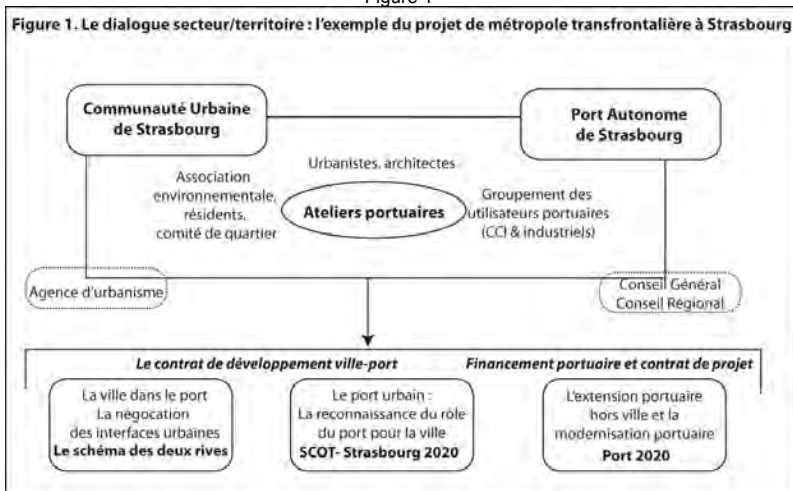 Figure 1
Figure 1. Le dialogue secteur/territoire : l'exemple du projet de métropole transfrontalière à Strasbourg
Communauté Urbaine
de Strasbourg
Port Autonome
de Strasbourg
Urbanistes, architectes
Association
environnementale,
résidents,
comité de quartier
Ateliers portuaires
Groupement des
utilisateurs portuaires
(CCI & industriels)
Agence d'urbanisme
Conseil Général
Conseil Régional
Le contrat de développement ville-port
Financement portuaire et contrat de projet
La ville dans le port
La négocation
des interfaces urbaines
Le schéma des deux rives
Le port urbain :
La reconnaissance du rôle
du port pour la ville
SCOT- Strasbourg 2020
L'extension portuaire
hors ville et la
modernisation portuaire
Port 2020